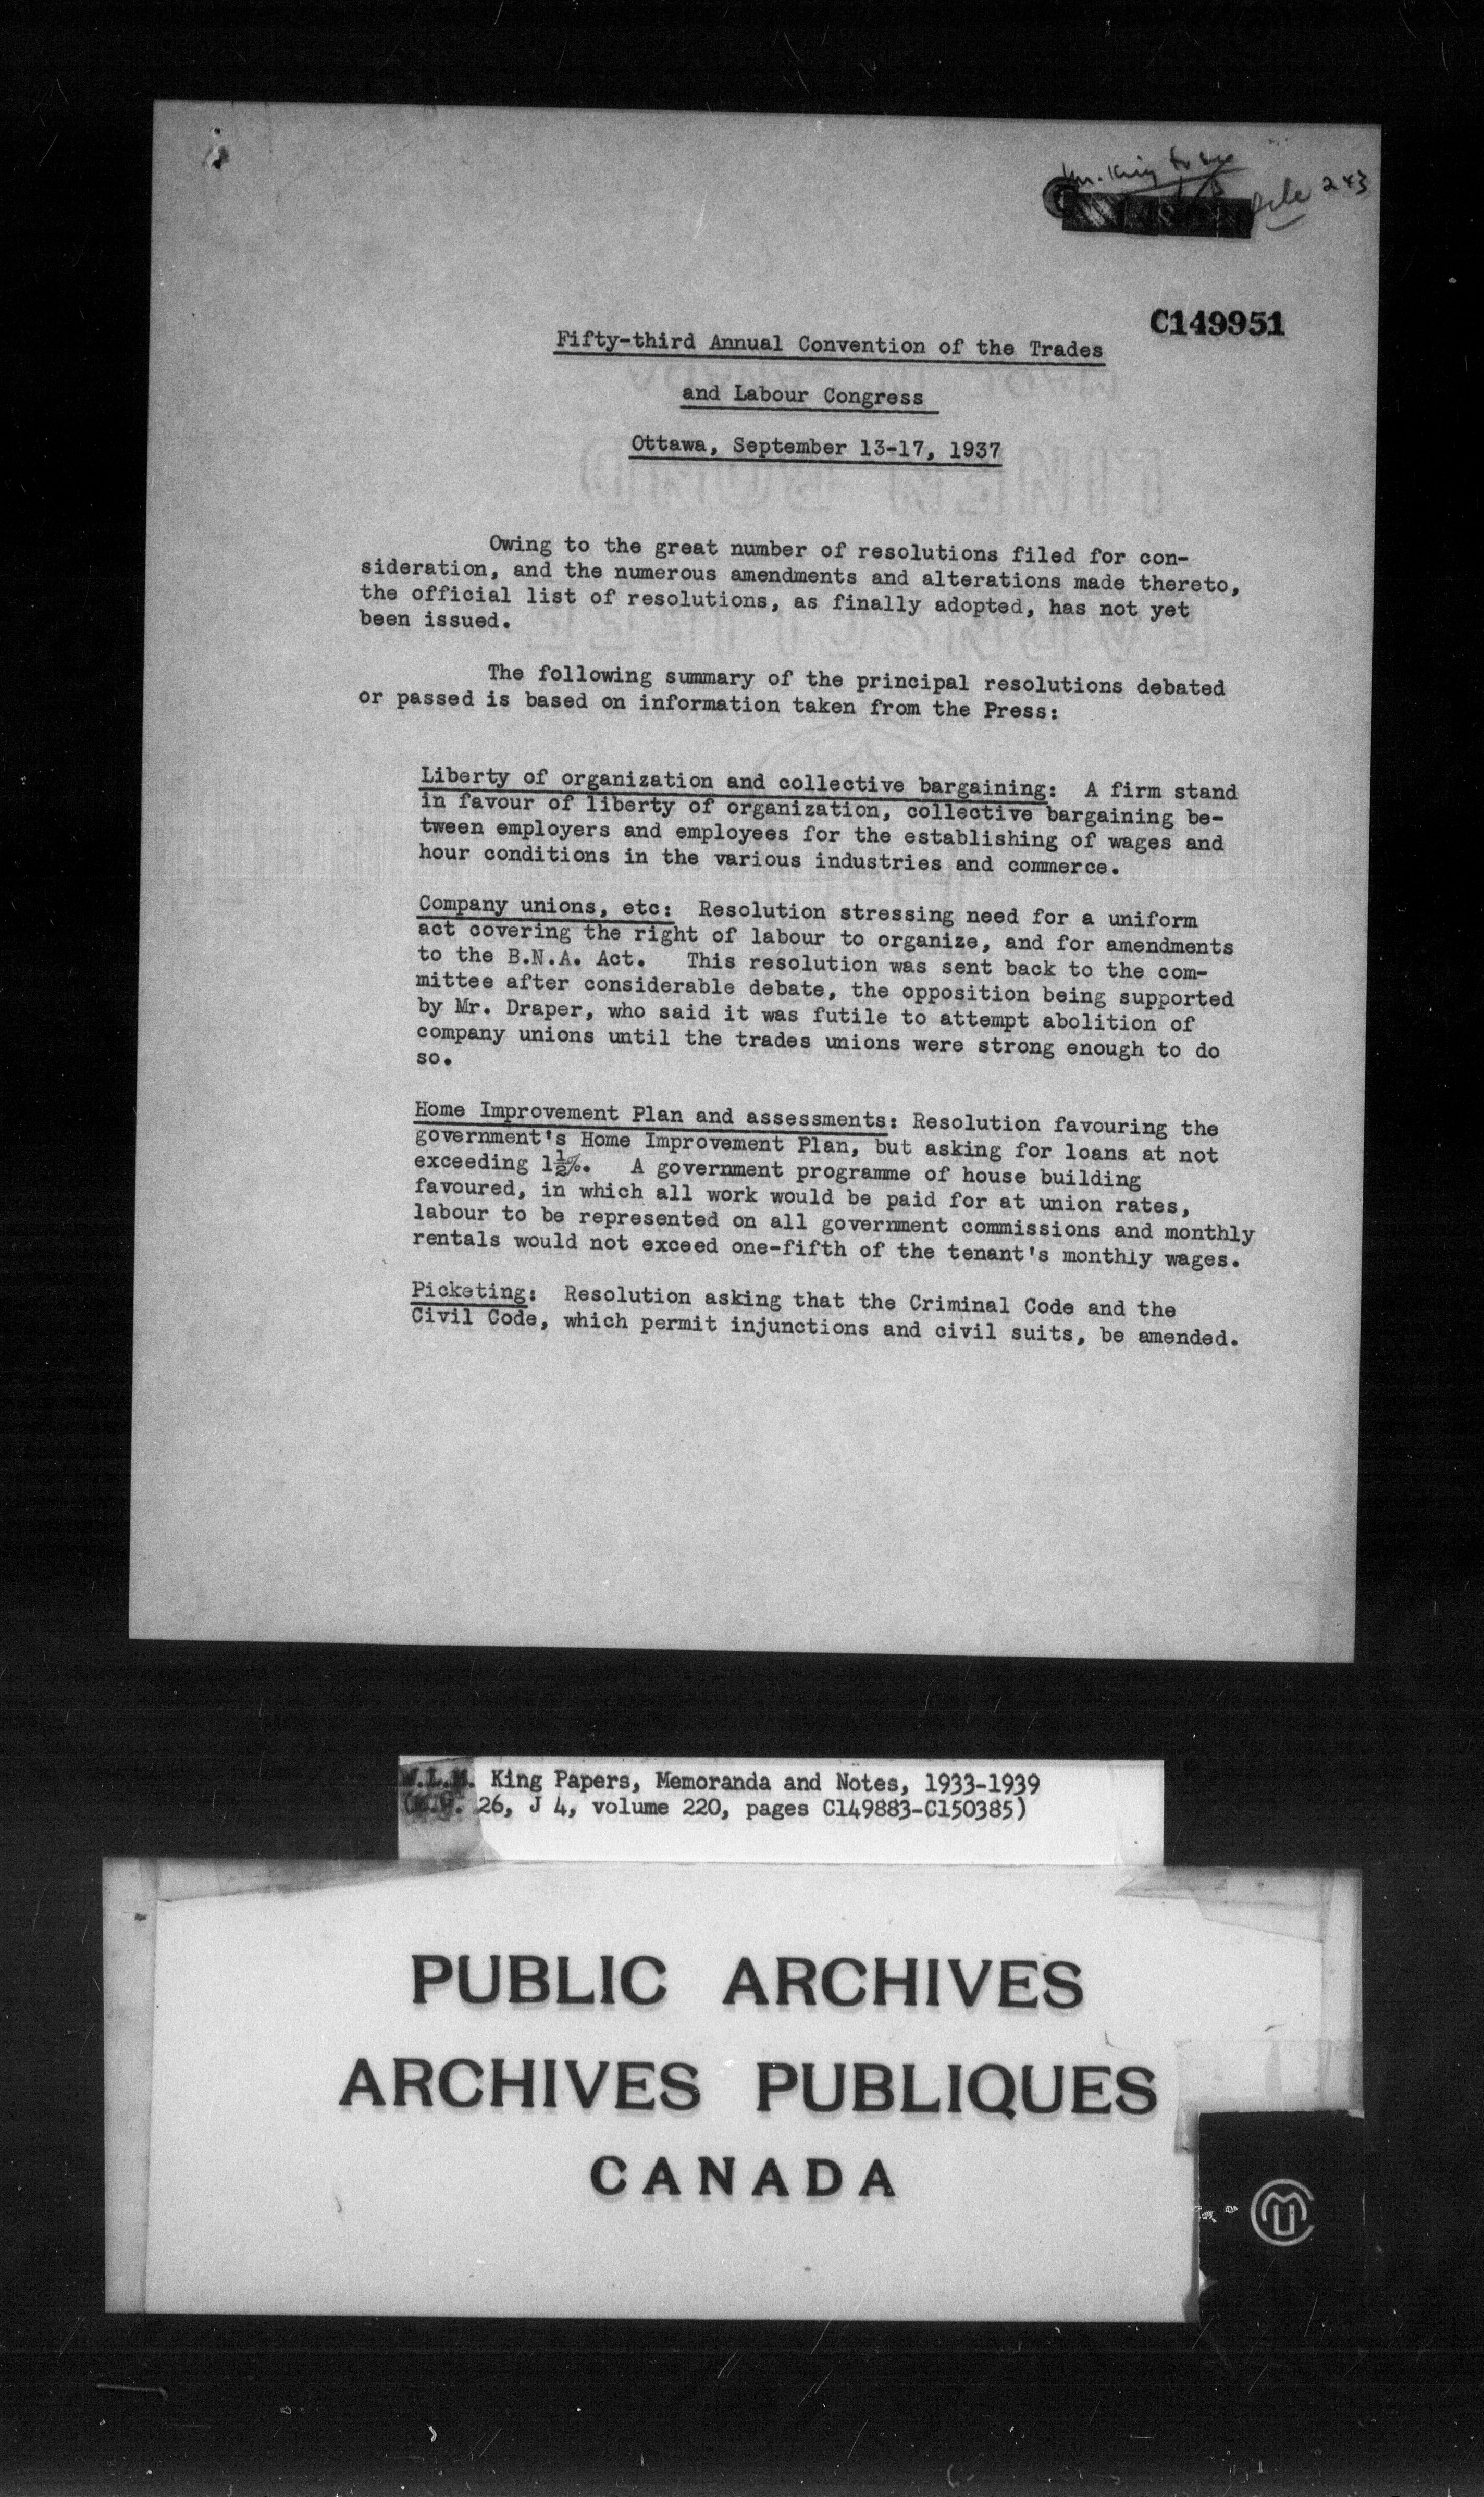 Mr. King to see
file 243
C149951
Fifty-third Annual Convention of the Trades
and Labour Congress
Ottawa, September 13-17, 1937
Owing to the great number of resolutions filed for con-
sideration, and the numerous amendments and alterations made thereto,
the official list of resolutions, as finally adopted, has not yet
been issued.
The following summary of the principal resolutions debated
or passed is based on information taken from the Press:
Liberty of organization and collective bargaining: A firm stand
in favour of liberty of organization, collective bargaining be-
tween employers and employees for the establishing of wages and
hour conditions in the various industries and commerce.
Company unions, etc: Resolution stressing need for a uniform
act covering the right of labour to organize, and for amendments
to the B.N.A. Act. This resolution was sent back to the com-
mittee after considerable debate, the opposition being supported
by Mr. Draper, who said it was futile to attempt abolition of
company unions until the trades unions were strong enough to do
so.
Home Improvement Plan and assessments: Resolution favouring the
government's Home Improvement Plan, but asking for loans at not
exceeding 1½%. A government programme of house building
favoured, in which all work would be paid for at union rates,
labour to be represented on all government commissions and monthly
rentals would not exceed one-fifth of the tenant's monthly wages.
Picketing: Resolution asking that the Criminal Code and the
Civil Code, which permit injunctions and civil suits, be amended.
W.L.M. King Papers, Memoranda and Notes, 1933-1939
(M.G. 26, J 4, volume 220, pages C149883-C150385)
PUBLIC ARCHIVES
ARCHIVES PUBLIQUES
CANADA